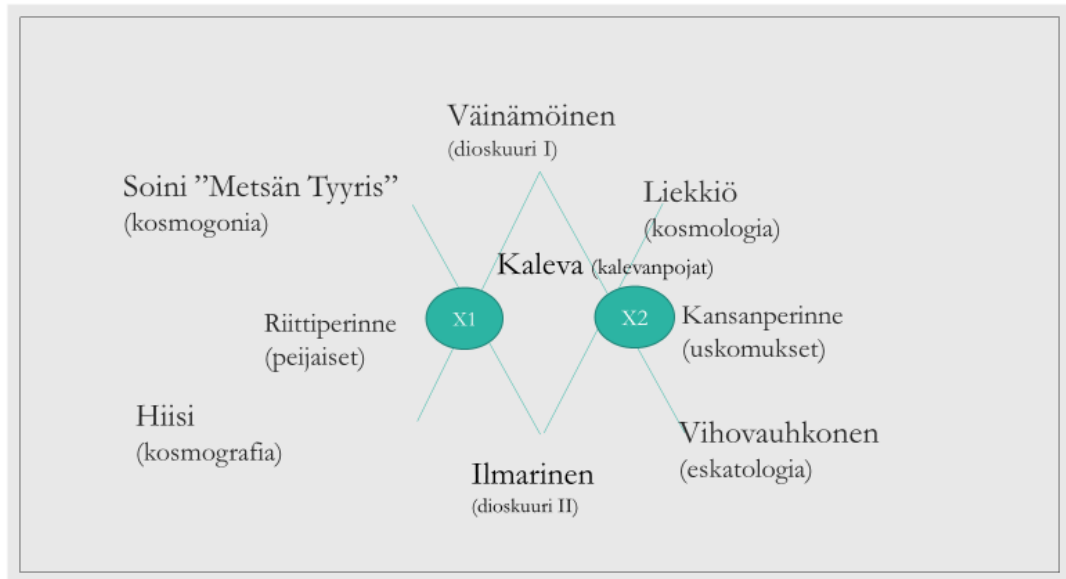 Väinämöinen
(dioskuuri I)
Soini ”Metsän Tyyris”
(kosmogonia)
Liekkiö
(kosmologia)
Kaleva (kalevanpojat)
Riittiperinne
(peijaiset)
X1
X2
Kansanperinne
(uskomukset)
Hiisi
(kosmografia)
Vihovauhkonen
(eskatologia)
Ilmarinen
(dioskuuri II)